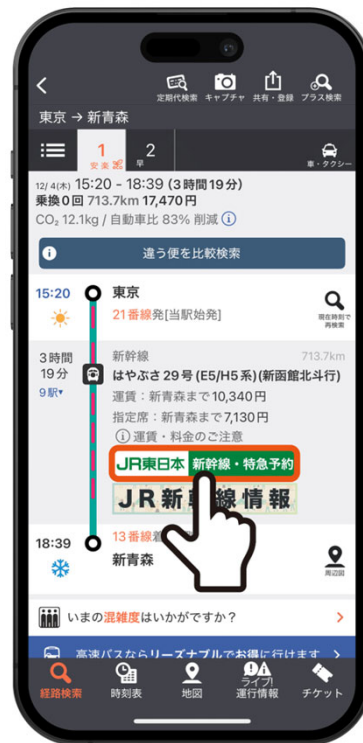 定期代検索 キャプチャ 共有・登録 プラス検索
東京 → 新青森
1 安楽
2 早
車・タクシー
12/4(木) 15:20 - 18:39 (3時間19分)
乗換0回 713.7km 17,470円
CO₂ 12.1kg / 自動車比 83% 削減
違う便を比較検索
15:20 東京
21番線発[当駅始発]
現在時刻で
再検索
3時間
19分
9駅▾
新幹線 713.7km
はやぶさ29号(E5/H5系)(新函館北斗行)
運賃:新青森まで10,340円
指定席:新青森まで7,130円
運賃・料金のご注意
JR東日本 新幹線・特急予約
JR新幹線情報
18:39 13番線着
新青森
周辺図
いまの混雑度はいかがですか?
高速バスならリーズナブルでお得に行けます
経路検索 時刻表 地図 ライブ!運行情報 チケット